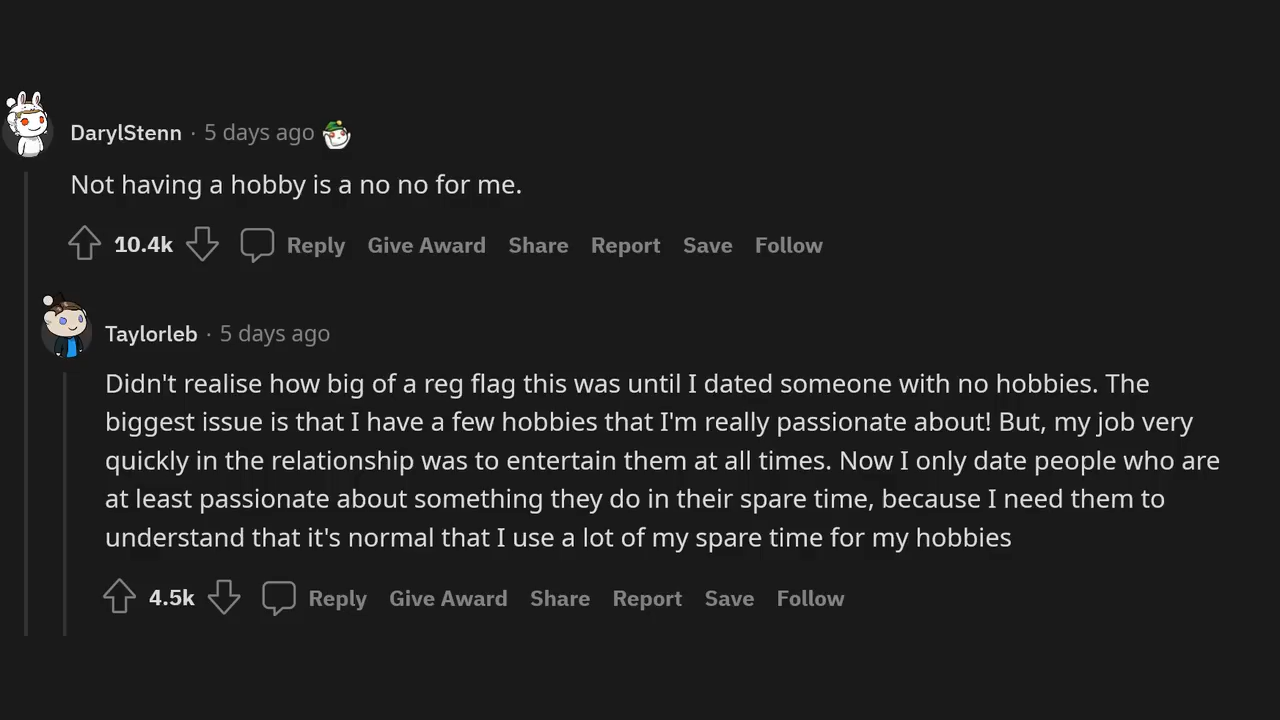 DarylStenn · 5 days ago
Not having a hobby is a no no for me.
10.4k Reply Give Award Share Report Save Follow
Taylorleb · 5 days ago
Didn't realise how big of a reg flag this was until I dated someone with no hobbies. The
biggest issue is that I have a few hobbies that I'm really passionate about! But, my job very
quickly in the relationship was to entertain them at all times. Now I only date people who are
at least passionate about something they do in their spare time, because I need them to
understand that it's normal that I use a lot of my spare time for my hobbies
4.5k Reply Give Award Share Report Save Follow